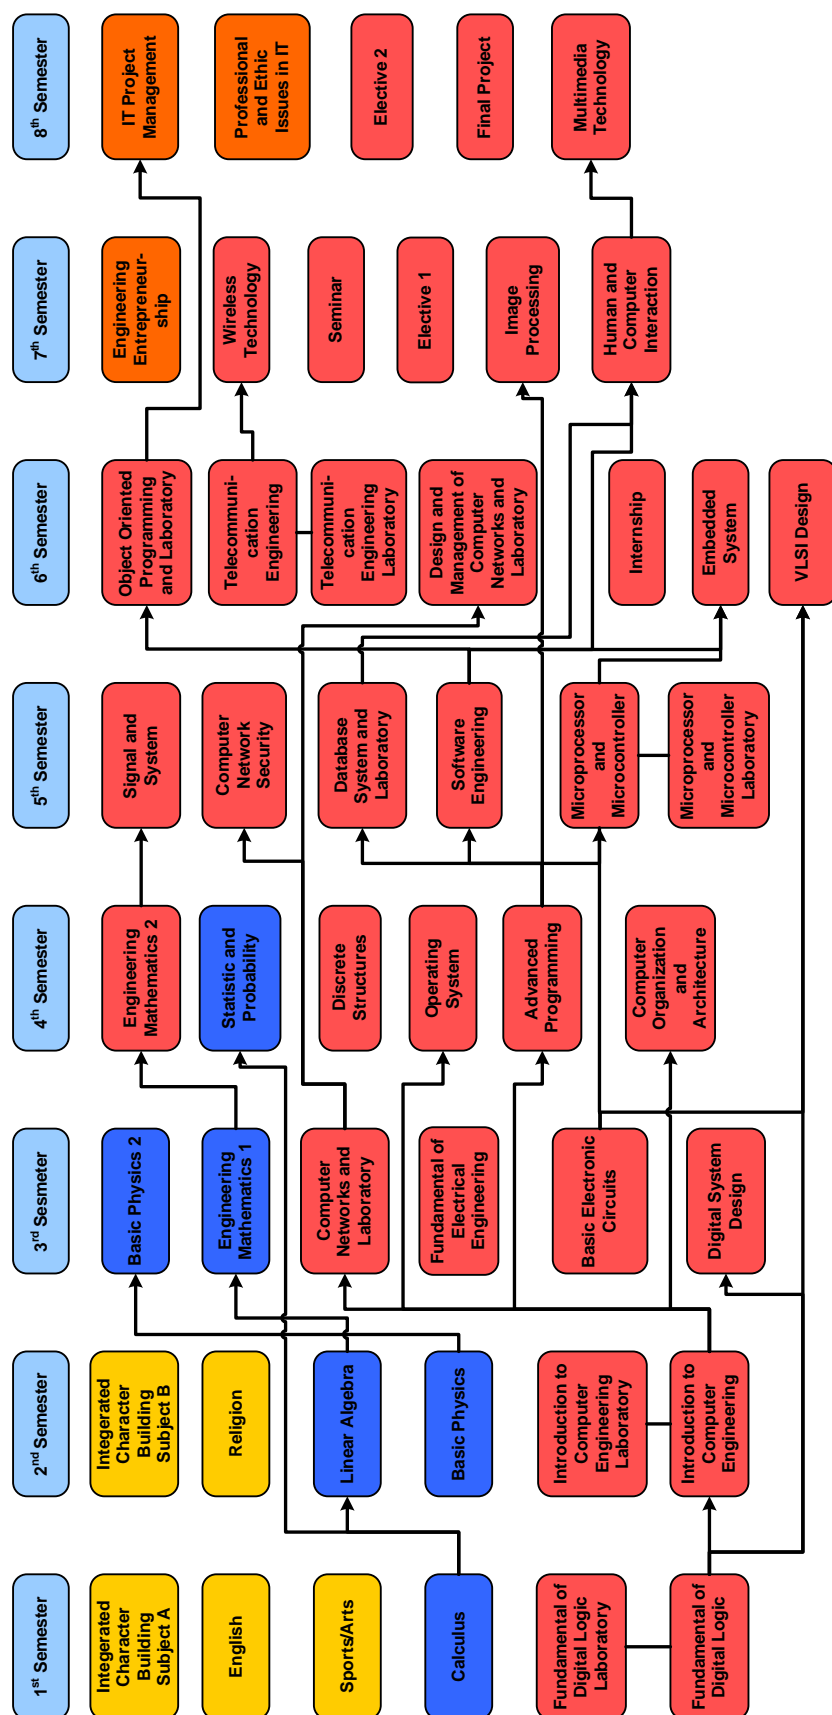 1st Semester
Integerated
Character
Building
Subject A
English
Sports/Arts
Calculus
Fundamental of
Digital Logic
Laboratory
Fundamental of
Digital Logic
2nd Semester
Integerated
Character
Building
Subject B
Religion
Linear Algebra
Basic Physics
Introduction to
Computer
Engineering
Laboratory
Introduction to
Computer
Engineering
3rd Sesmeter
Basic Physics 2
Engineering
Mathematics 1
Computer
Networks and
Laboratory
Fundamental of
Electrical
Engineering
Basic Electronic
Circuits
Digital System
Design
4th Semester
Engineering
Mathematics 2
Statistic and
Probability
Discrete
Structures
Operating
System
Advanced
Programming
Computer
Organization
and
Architecture
5th Semester
Signal and
System
Computer
Network
Security
Database
System and
Laboratory
Software
Engineering
Microprocessor
and
Microcontroller
Microprocessor
and
Microcontroller
Laboratory
6th Semester
Object Oriented
Programming
and Laboratory
Telecommuni-
cation
Engineering
Telecommuni-
cation
Engineering
Laboratory
Design and
Management of
Computer
Networks and
Laboratory
Internship
Embedded
System
VLSI Design
7th Semester
Engineering
Entrepreneur-
ship
Wireless
Technology
Seminar
Elective 1
Image
Processing
Human and
Computer
Interaction
8th Semester
IT Project
Management
Professional
and Ethic
Issues in IT
Elective 2
Final Project
Multimedia
Technology